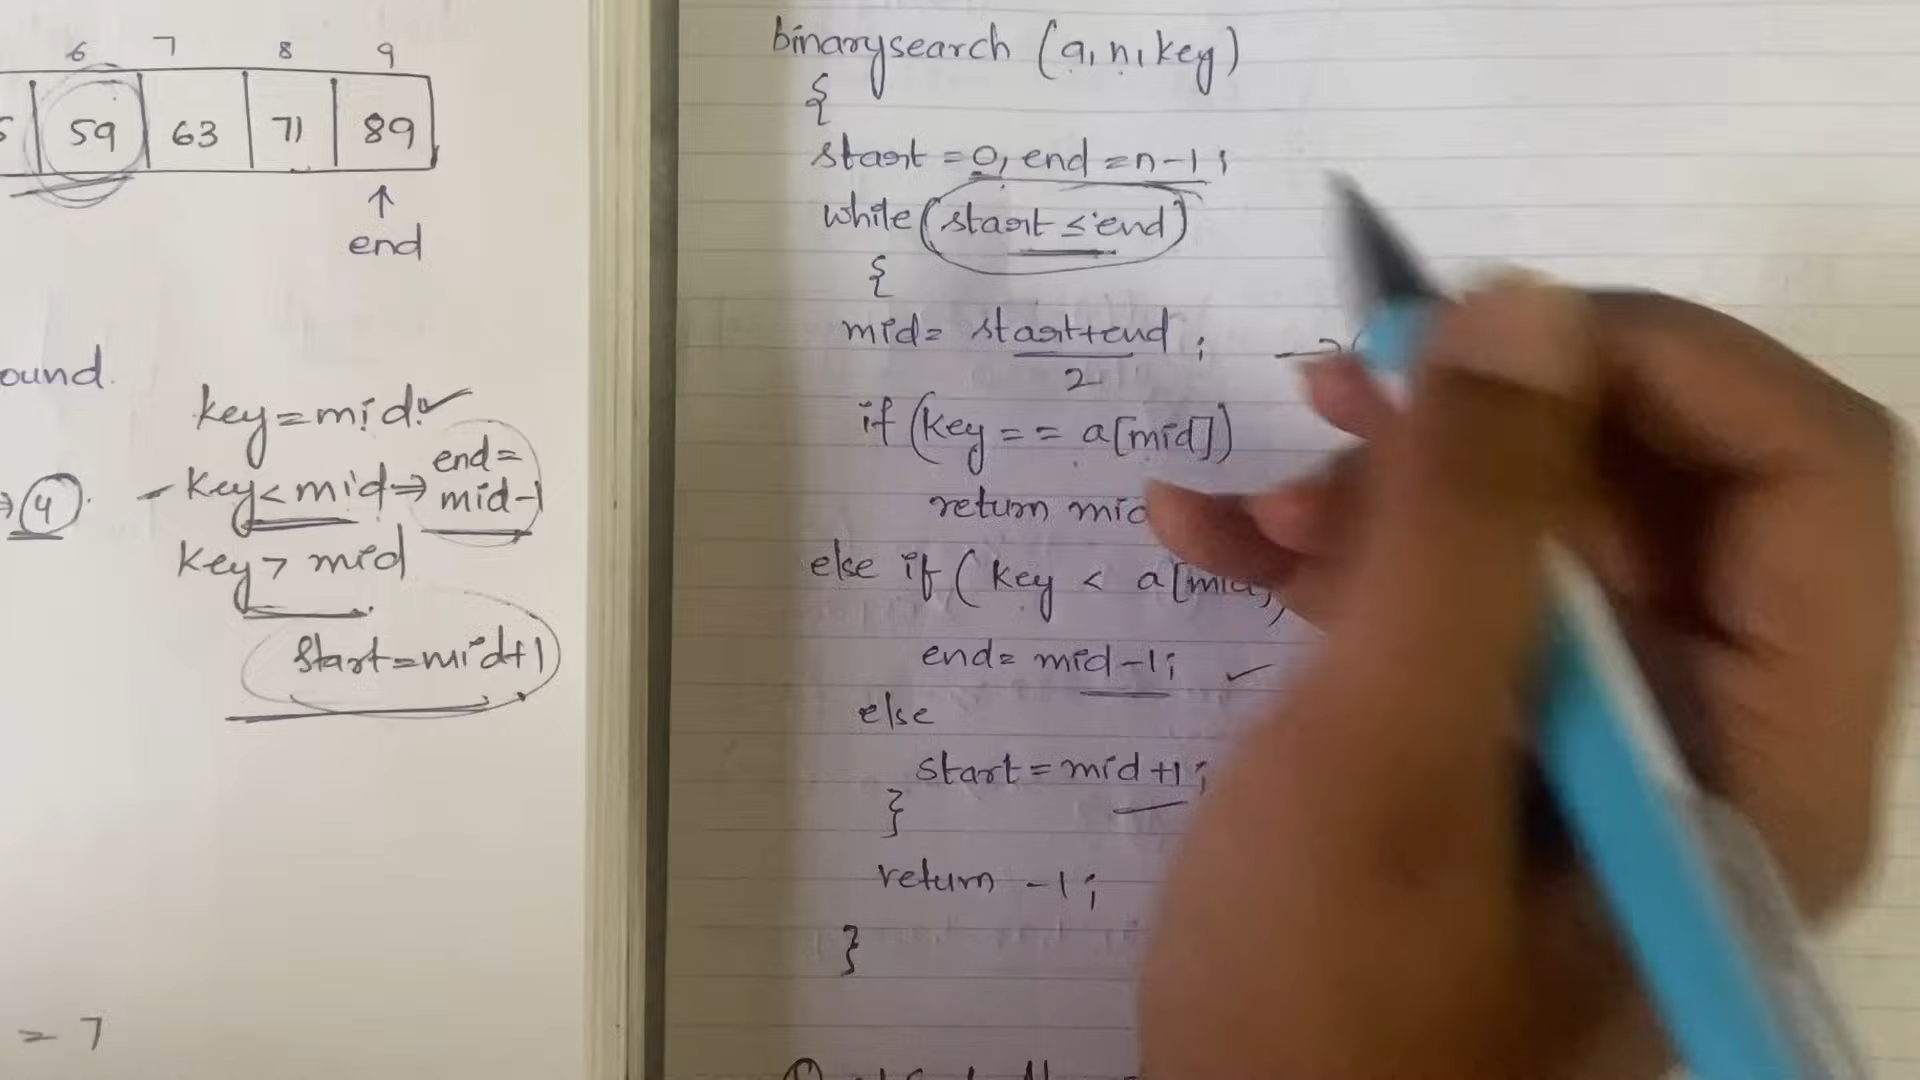 6 7 8 9
59 63 71 89
↑
end
ound.
key=mid ✓
- key<mid ⇒ end= mid-1
⇒ 4.
key > mid
start=mid+1
= 7
binarysearch (a, n, key)
{
start = 0, end = n-1;
while (start ≤ end)
{
mid = start+end / 2 ; →
if (key == a[mid])
return mid
else if ( key < a[mid]
end = mid-1; ✓
else
start = mid+1;
}
return -1;
}